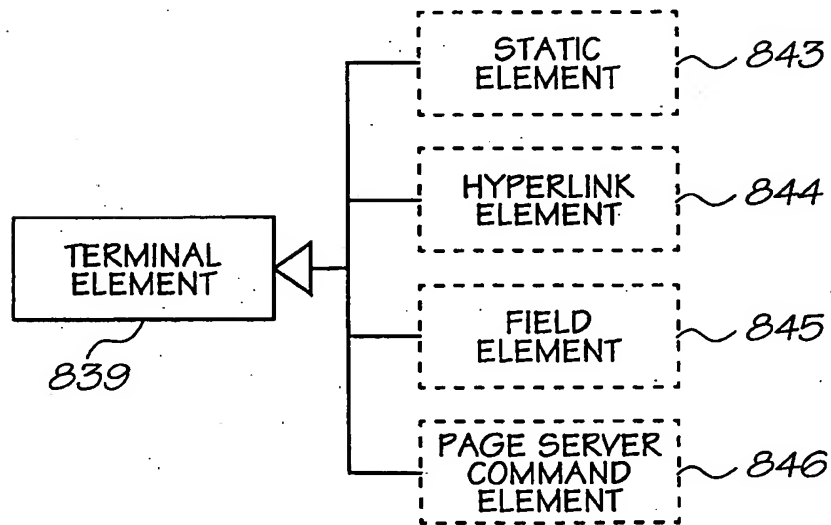 STATIC
ELEMENT
843
HYPERLINK
ELEMENT
844
TERMINAL
ELEMENT
839
FIELD
ELEMENT
845
PAGE SERVER
COMMAND
ELEMENT
846